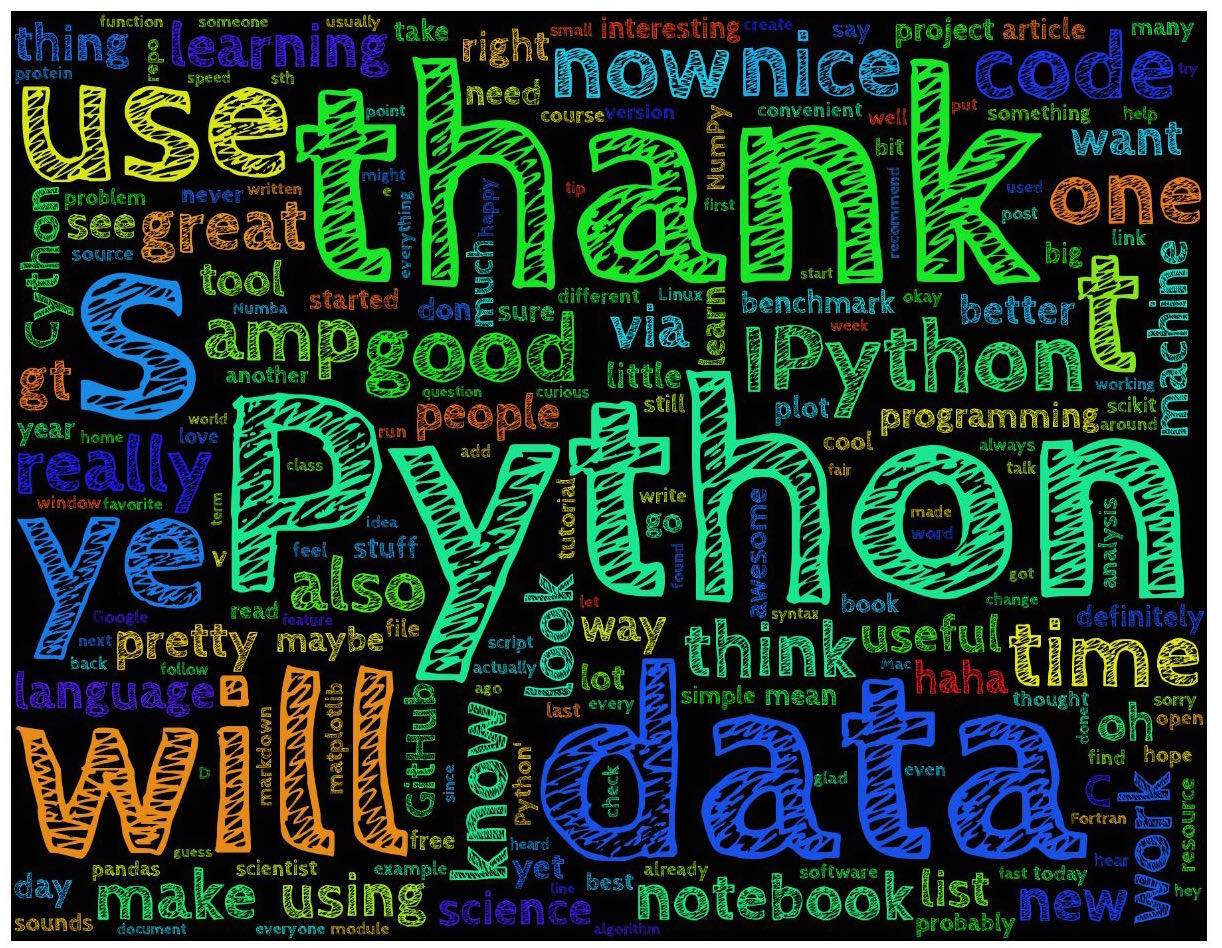 function someone usually
thing repo learning take right small interesting create say project article many
protein speed sth now nice code try
use thank point need course version convenient well put something help
NumPy bit want
problem never written might e tip first recommend used one
cython see great everything much happy post link
source tool start big machine
S Numba started don sure different Linux learn benchmark okay better t
amp good via week IPython
gt another question curious little plot working
year home world love people still programming scikit
really run add cool around
Python class always talk
window favorite term tutorial write fair made word analysis
ye v idea feel stuff go found awesome got
also read look let syntax book change
Google feature file script way think useful definitely
next pretty maybe actually Mac time
back follow lot haha
language ago simple mean thought sorry
will markdown matplotlib GitHub know last every data done oh open
D since Python' check glad even find hope
C work
free heard Fortran resource
guess pandas scientist example yet already software fast today hear
day make using line best notebook list new hey
sounds document everyone module science algorithm probably